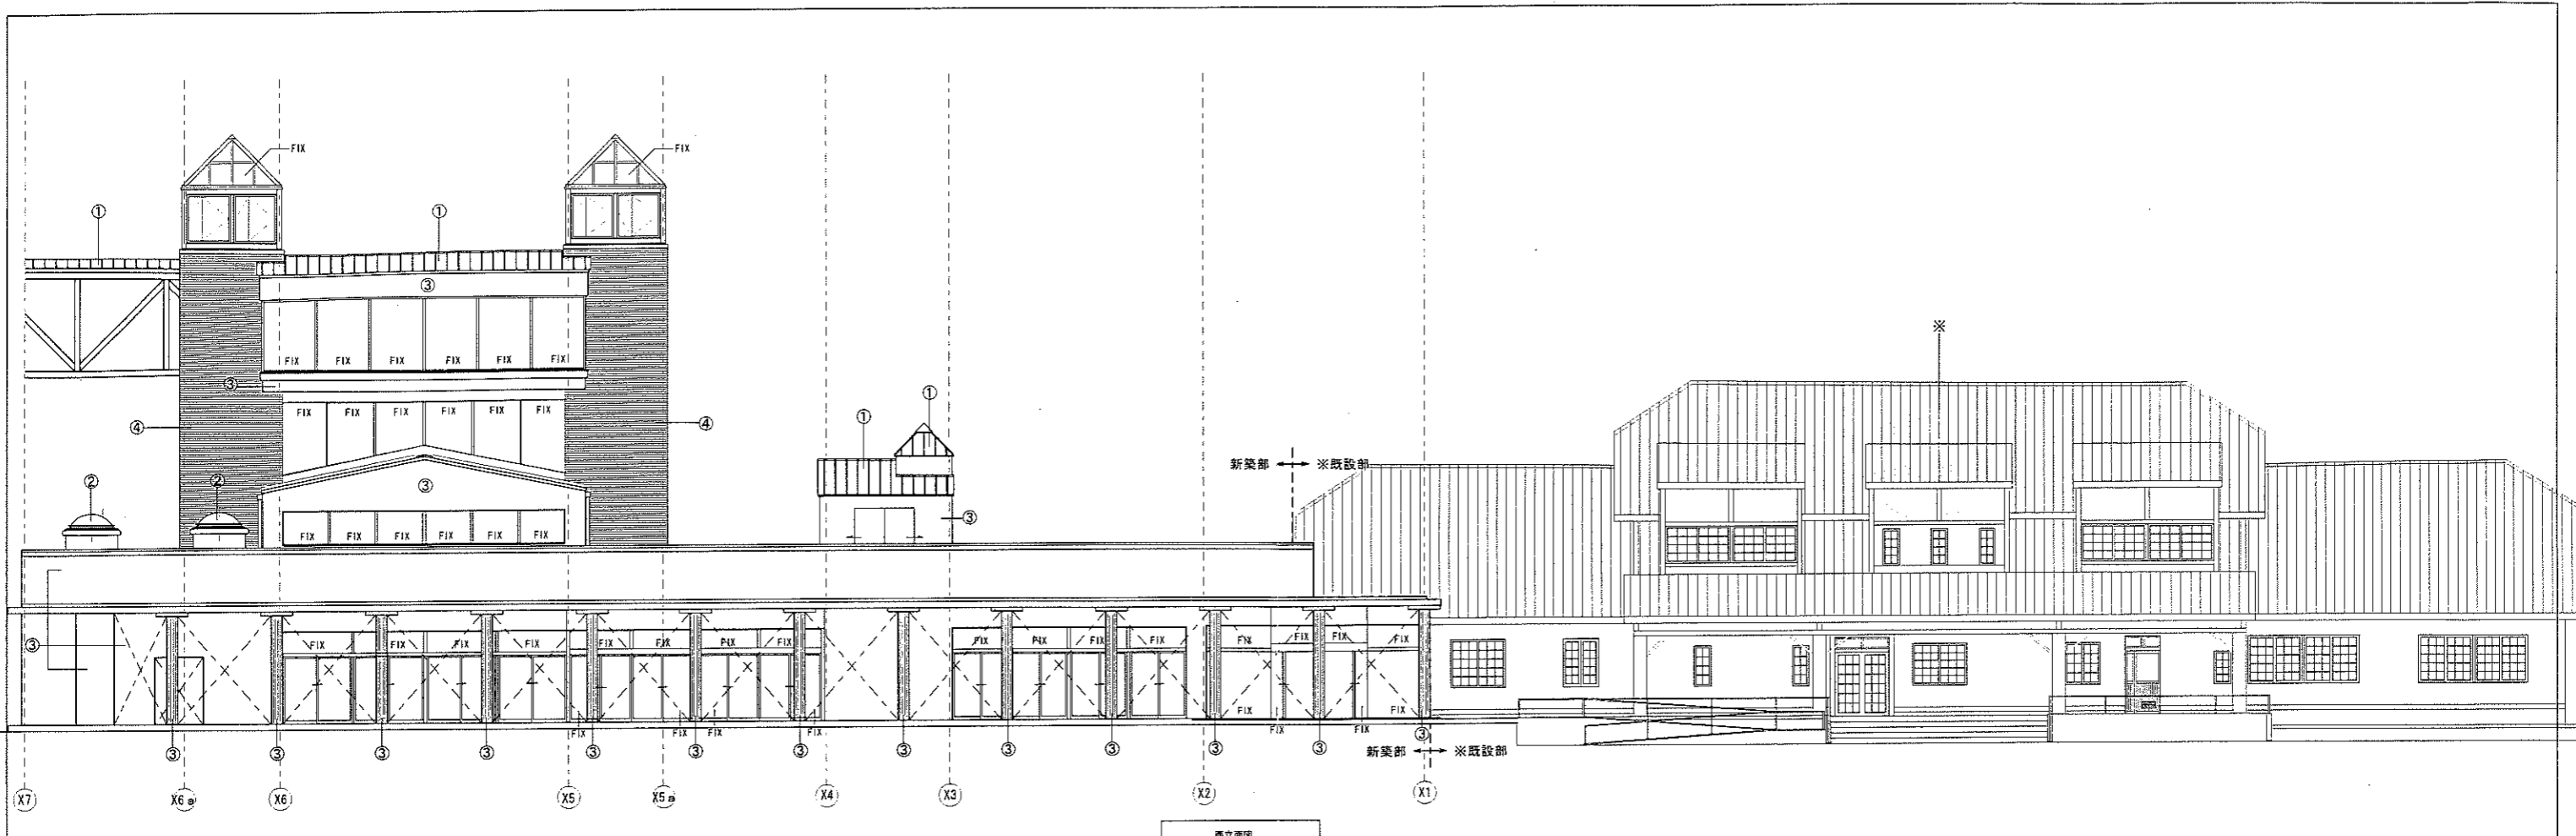 FIX FIX
① ①
③
※
FIX FIX FIX FIX FIX FIX
③
①
FIX FIX FIX FIX FIX FIX
①
④ ④
新築部 ※既設部
② ② ③
③
FIX FIX FIX FIX FIX FIX
③
FIX FIX FIX FIX FIX FIX FIX FIX FIX FIX FIX FIX FIX FIX FIX
FIX FIX
FIX FIX FIX FIX FIX FIX
③ ③ ③ ③ ③ ③ ③ ③ ③ ③ ③ ③ ③
新築部 ※既設部
X7 X6a X6 X5 X5a X4 X3 X2 X1
西立面図